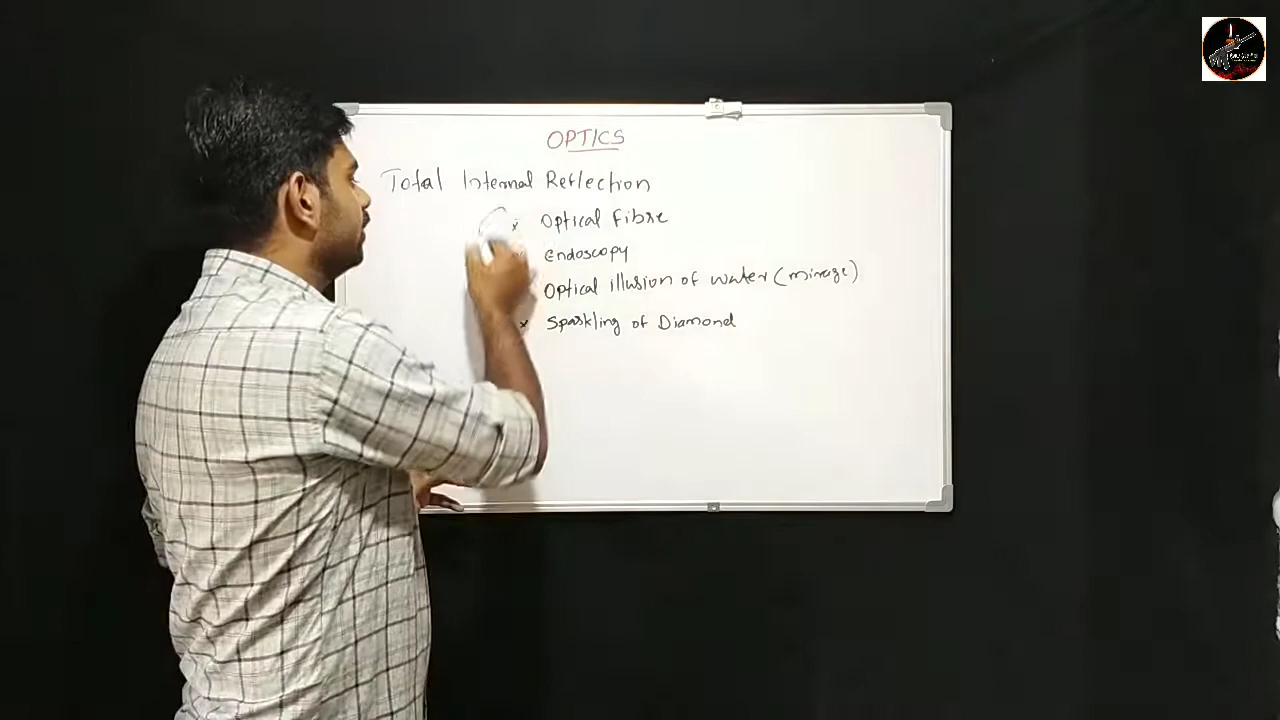 OPTICS
Total Internal Reflection
* Optical Fibre
Endoscopy
Optical illusion of water (mirage)
* Sparkling of Diamond